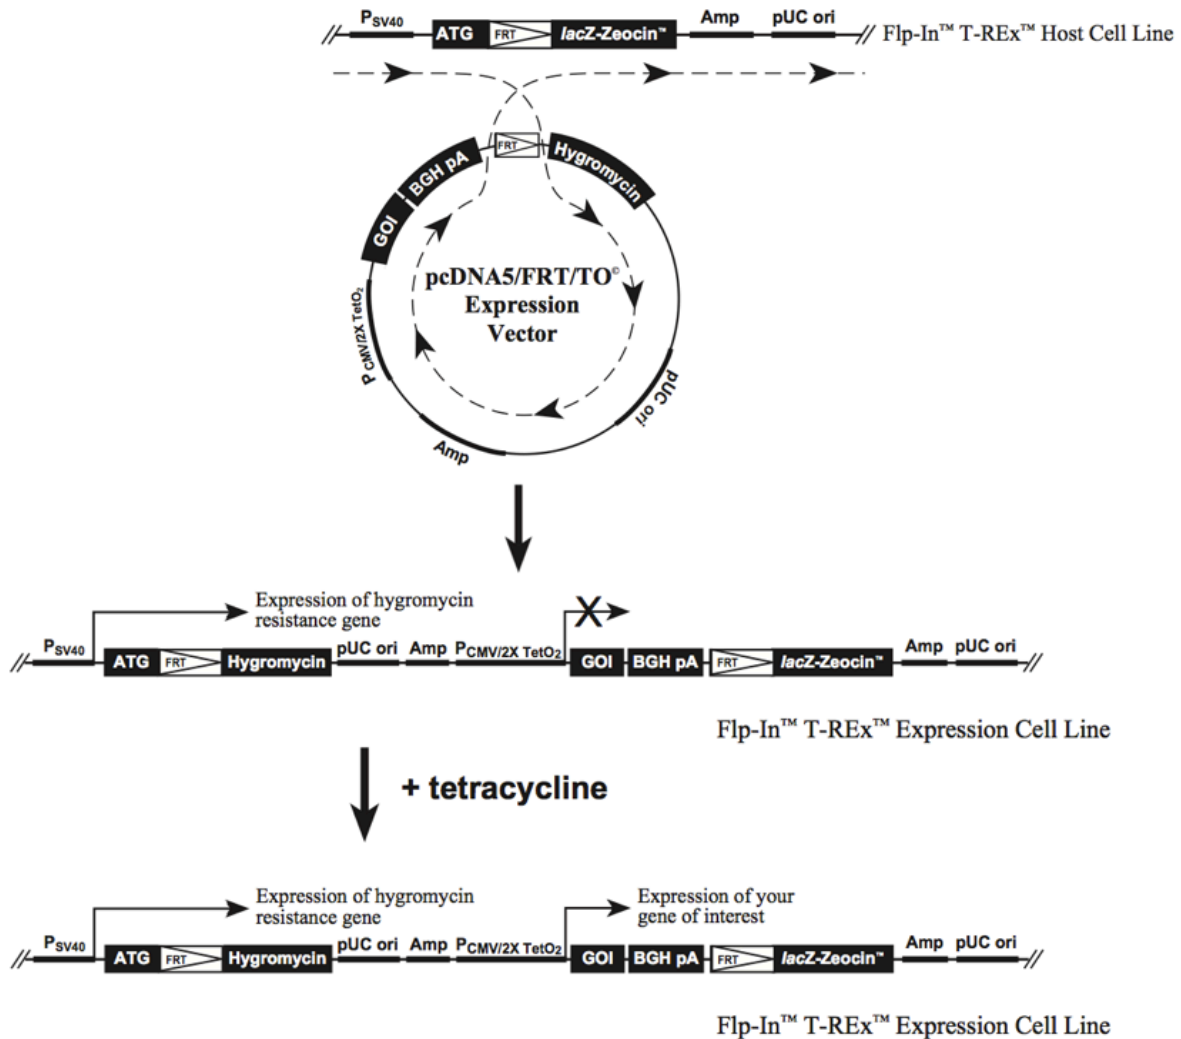 P SV40
Amp
pUC ori
ATG
FRT
lacZ-Zeocin™
Flp-In™ T-REx™ Host Cell Line
FRT
BGH pA
Hygromycin
GOI
pcDNA5/FRT/TO©
Expression
Vector
P CMV/2X TetO2
pUC ori
Amp
Expression of hygromycin
resistance gene
X
PSV40
pUC ori
Amp
PCMV/2X TetO2
Amp
pUC ori
ATG
FRT
Hygromycin
GOI
BGH pA
FRT
lacZ-Zeocin™
Flp-In™ T-REx™ Expression Cell Line
+ tetracycline
Expression of hygromycin
resistance gene
Expression of your
gene of interest
PSV40
pUC ori
Amp
PCMV/2X TetO2
Amp
pUC ori
ATG
FRT
Hygromycin
GOI
BGH pA
FRT
lacZ-Zeocin™
Flp-In™ T-REx™ Expression Cell Line